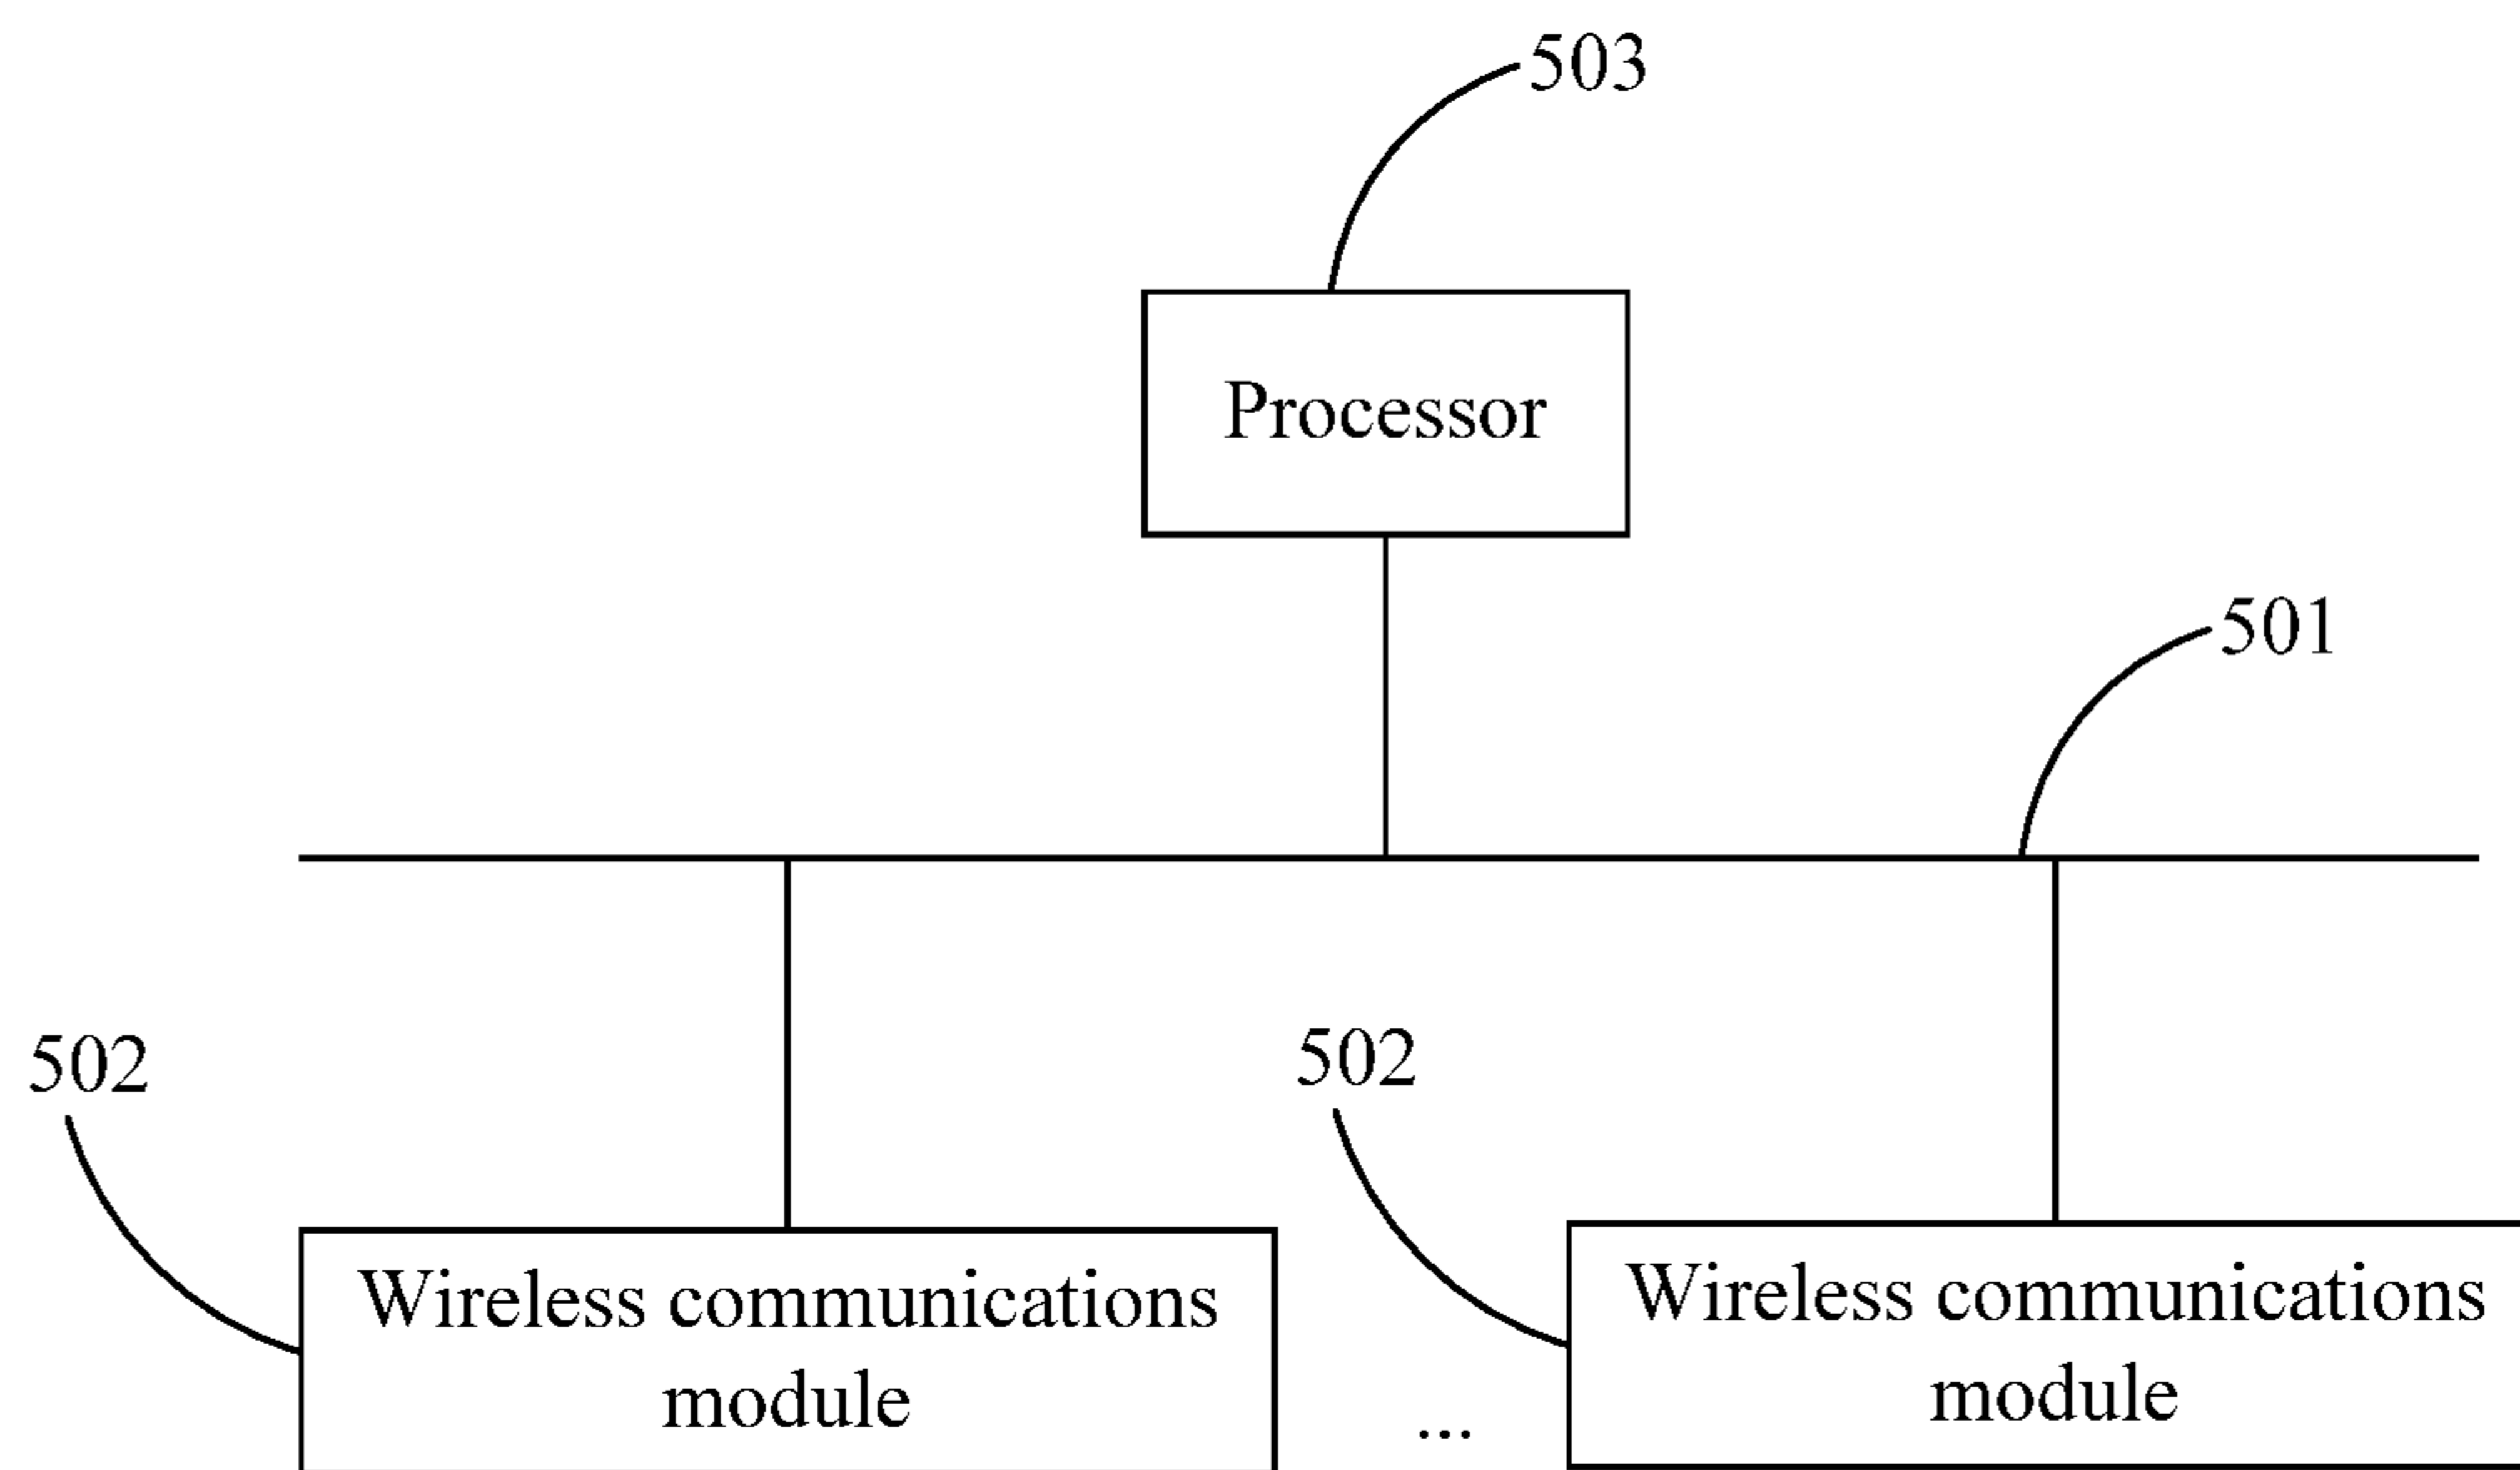 503
Processor
501
502
502
Wireless communications
module
...
Wireless communications
module